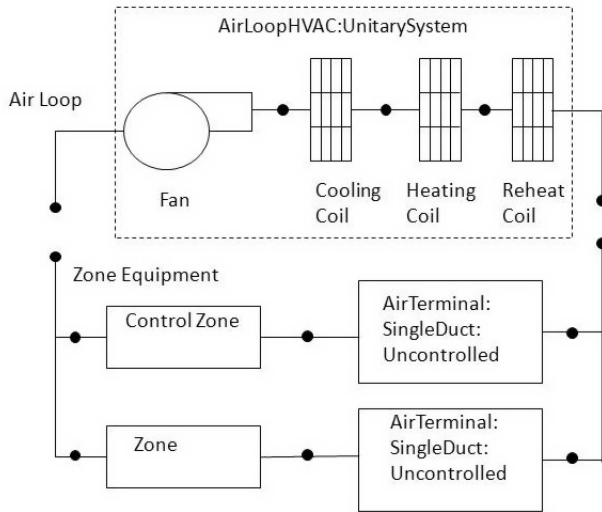 AirLoopHVAC:UnitarySystem
Air Loop
Fan
Cooling
Coil
Heating
Coil
Reheat
Coil
Zone Equipment
Control Zone
AirTerminal:
SingleDuct:
Uncontrolled
Zone
AirTerminal:
SingleDuct:
Uncontrolled